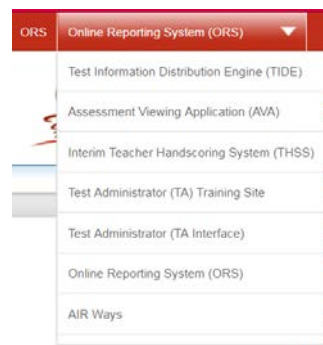 ORS Online Reporting System (ORS)
Test Information Distribution Engine (TIDE)
Assessment Viewing Application (AVA)
Interim Teacher Handscoring System (THSS)
Test Administrator (TA) Training Site
Test Administrator (TA Interface)
Online Reporting System (ORS)
AIR Ways